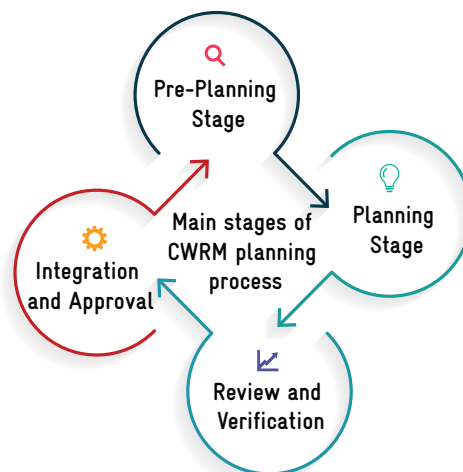 Pre-Planning
Stage
Planning
Stage
Main stages of
CWRM planning
process
Integration
and Approval
Review and
Verification